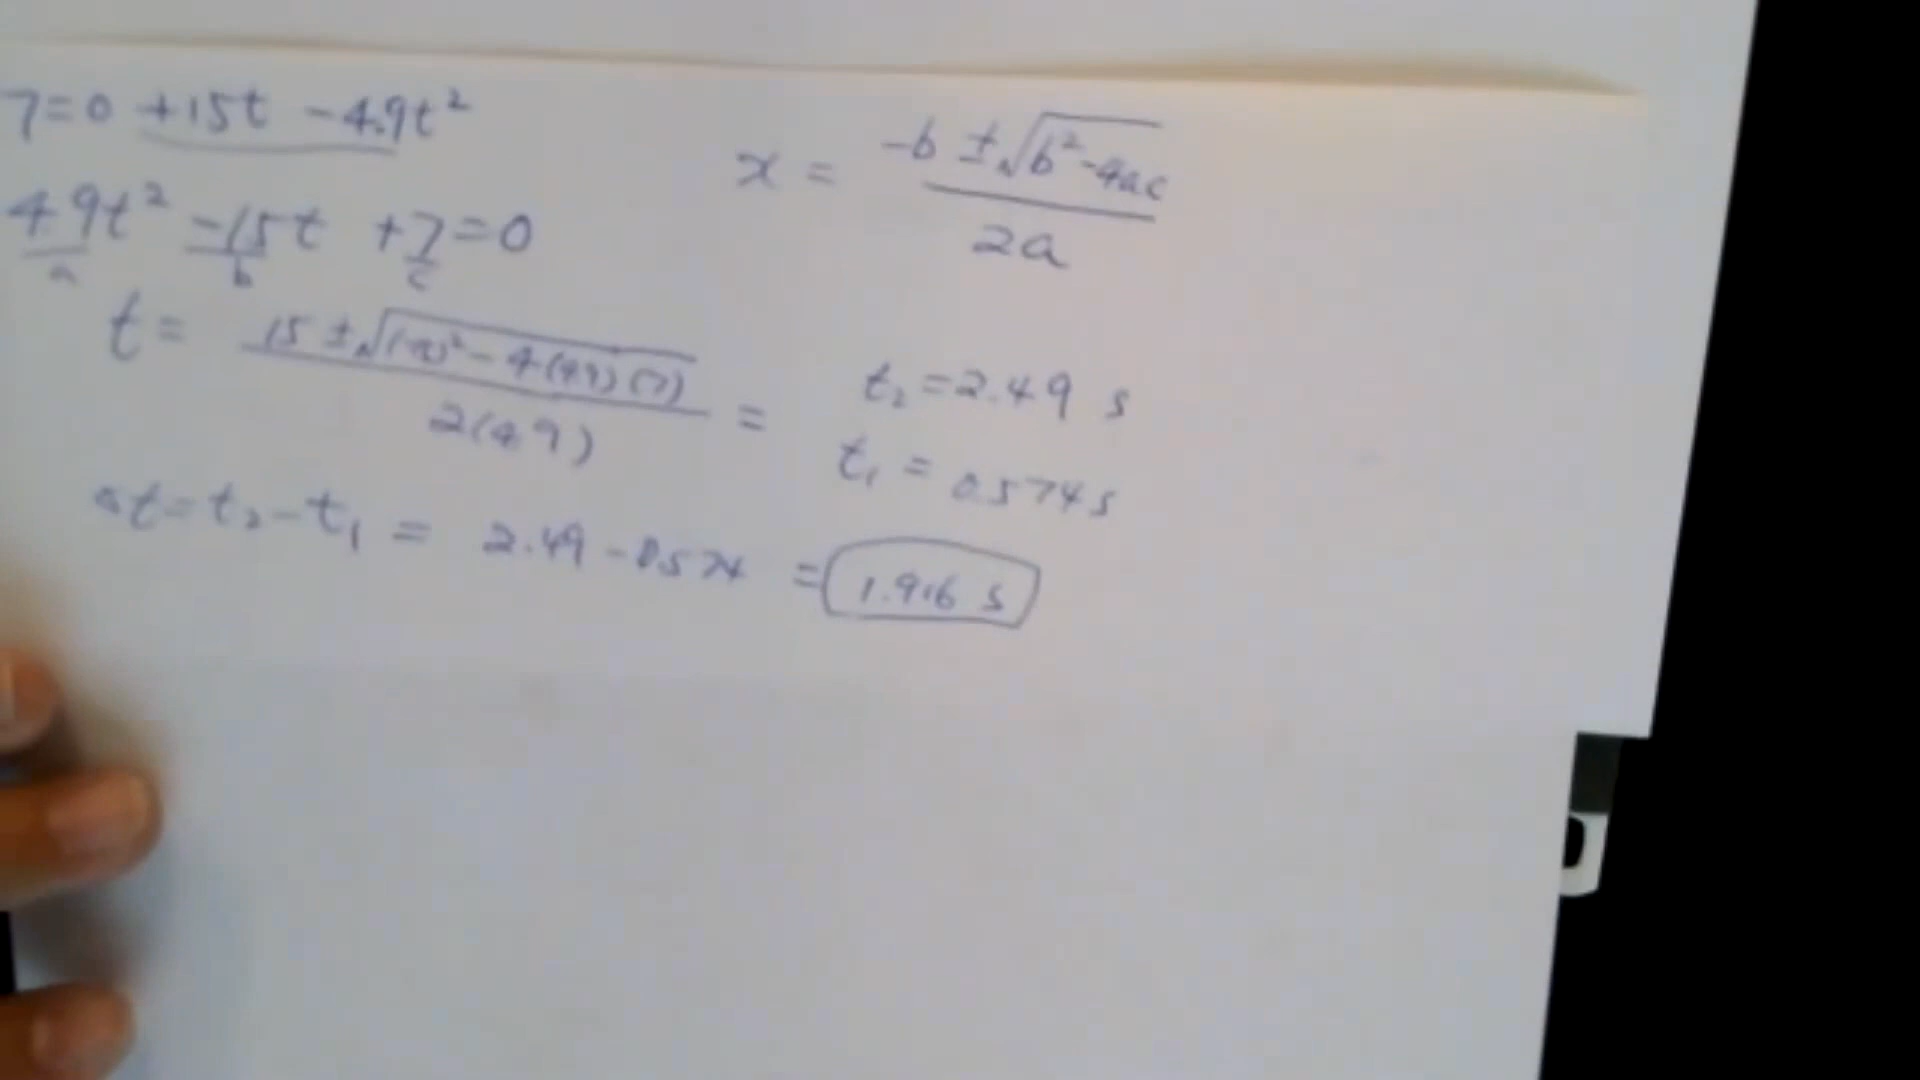 7=0 +15t -4.9t²
x = -b ± √b²-4ac / 2a
4.9t² -15t +7=0
a b c
t = 15 ± √(-15)² - 4(4.9)(7) / 2(4.9) =
t₂ = 2.49 s
t₁ = 0.574 s
Δt = t₂ - t₁ = 2.49 - 0.574 = 1.916 s